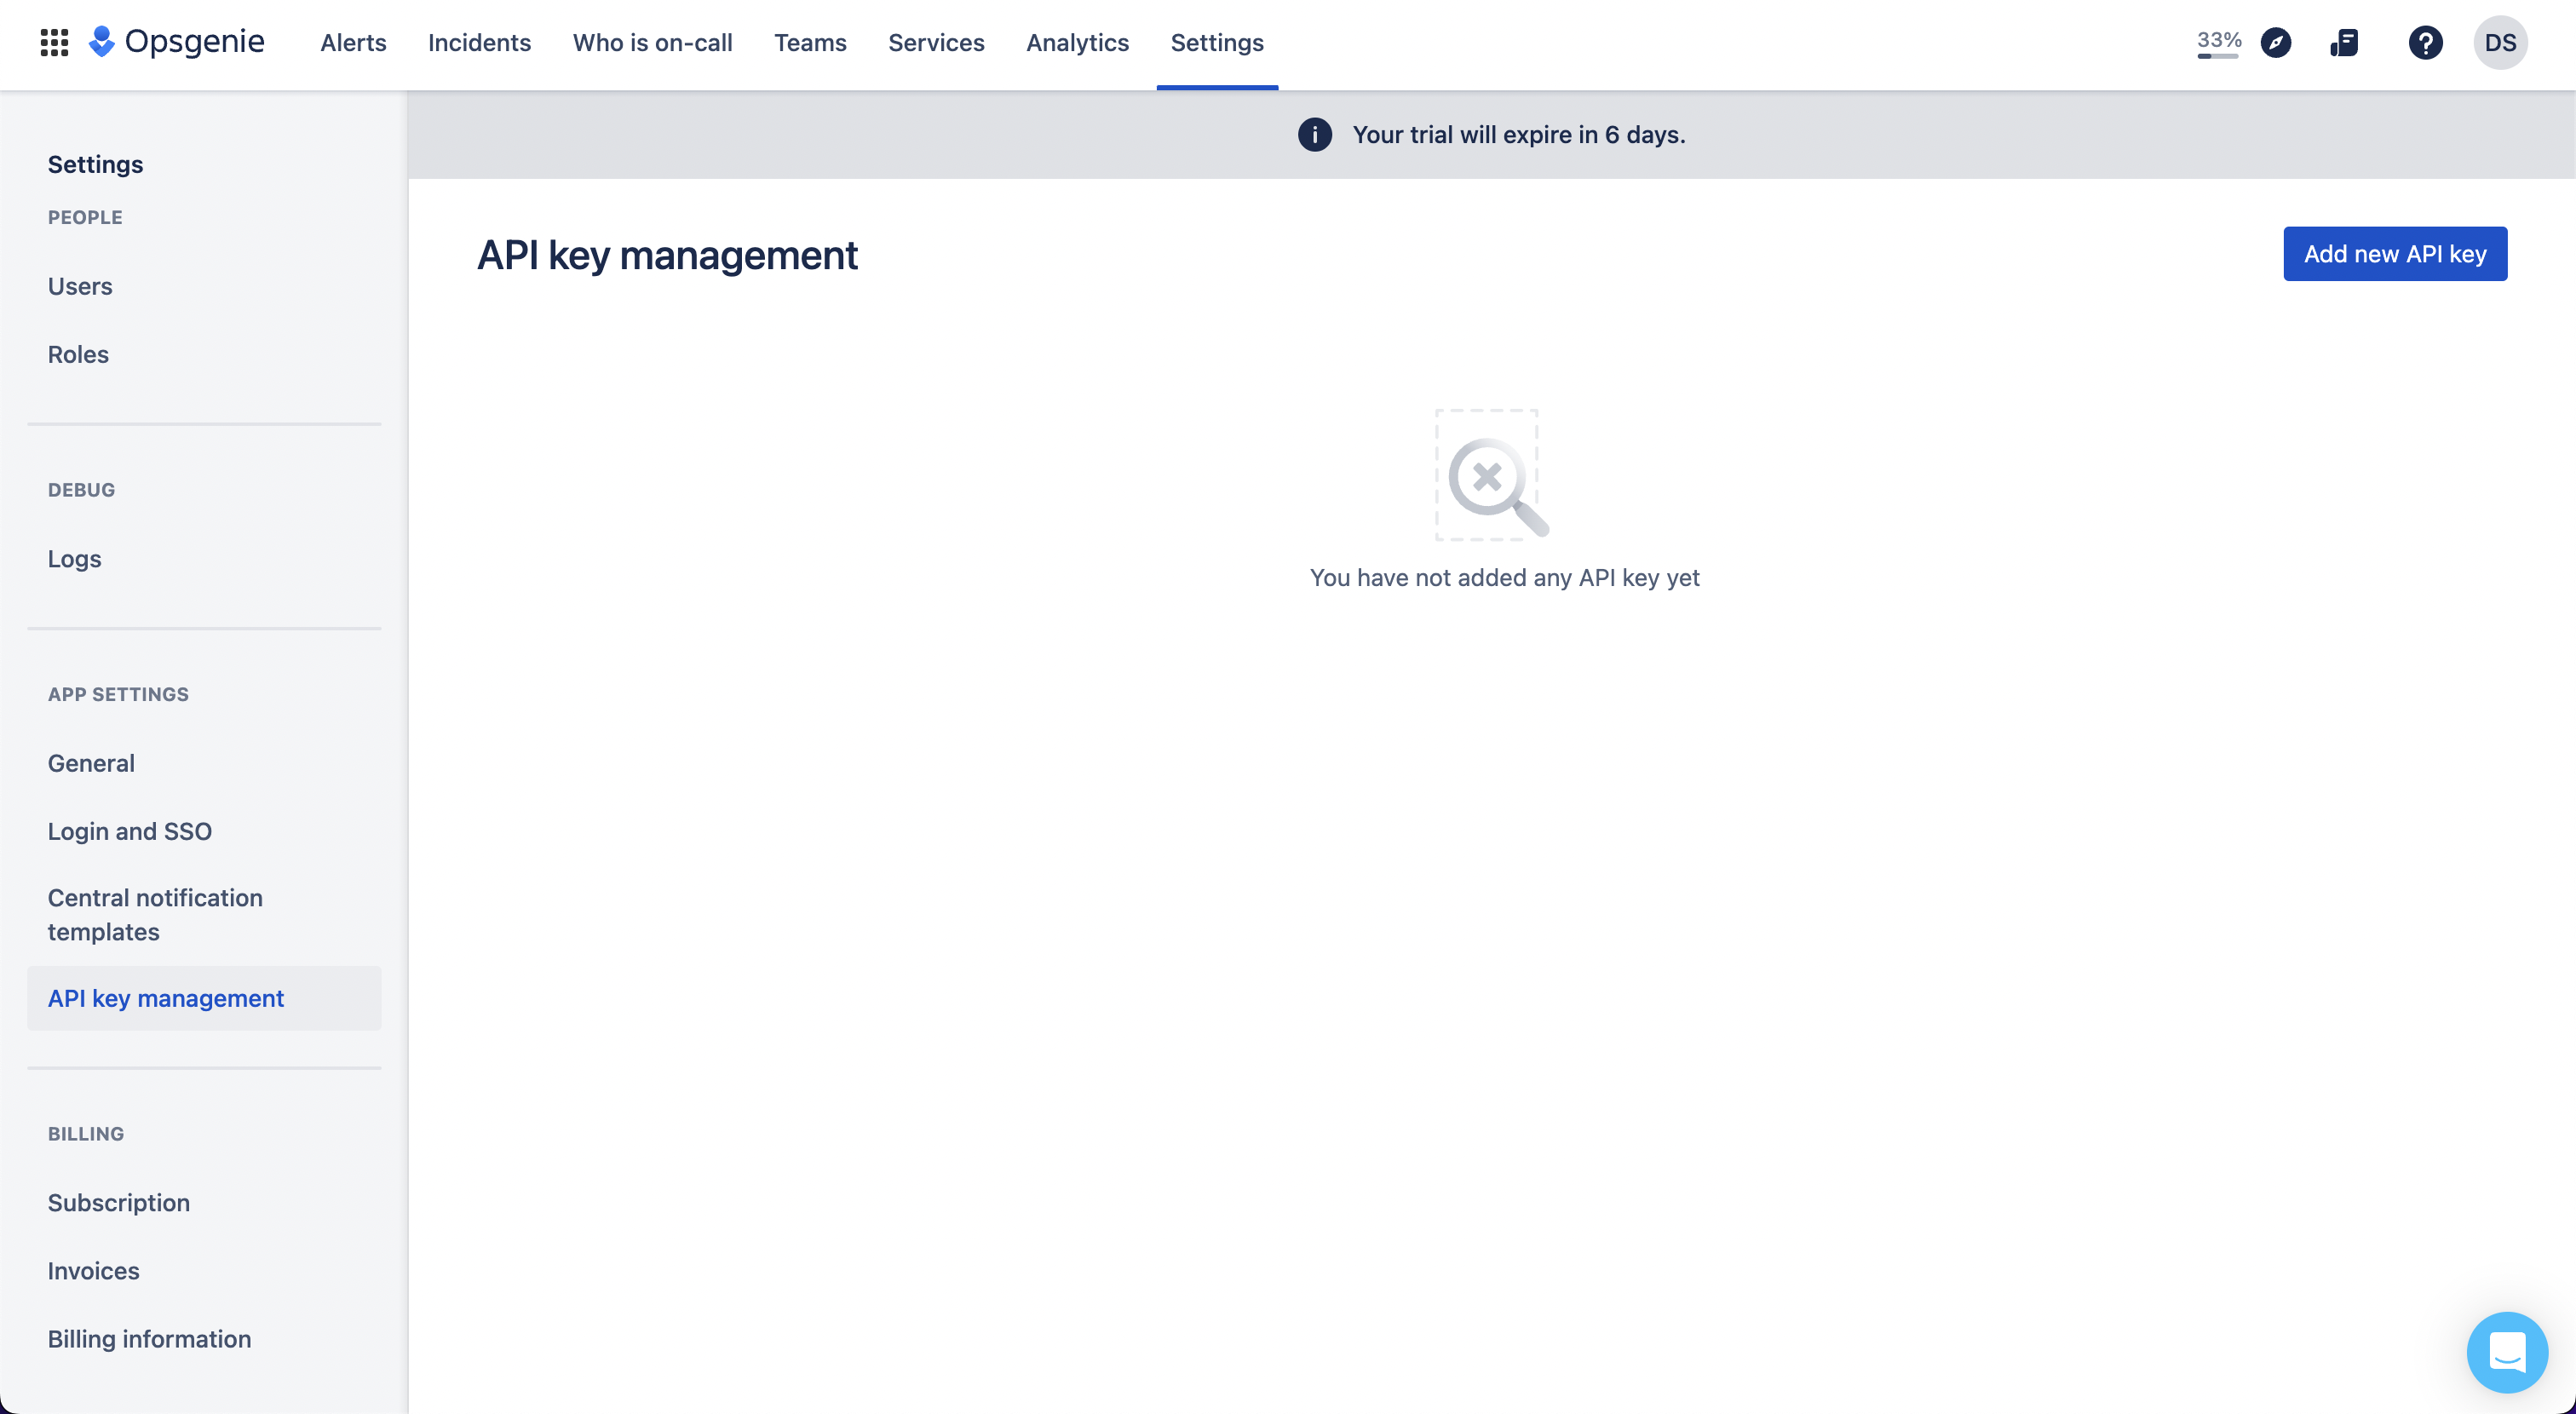 Opsgenie
Alerts
Incidents
Who is on-call
Teams
Services
Analytics
Settings
33%
DS
Settings
PEOPLE
Users
Roles
DEBUG
Logs
APP SETTINGS
General
Login and SSO
Central notification
templates
API key management
BILLING
Subscription
Invoices
Billing information
Your trial will expire in 6 days.
API key management
Add new API key
You have not added any API key yet